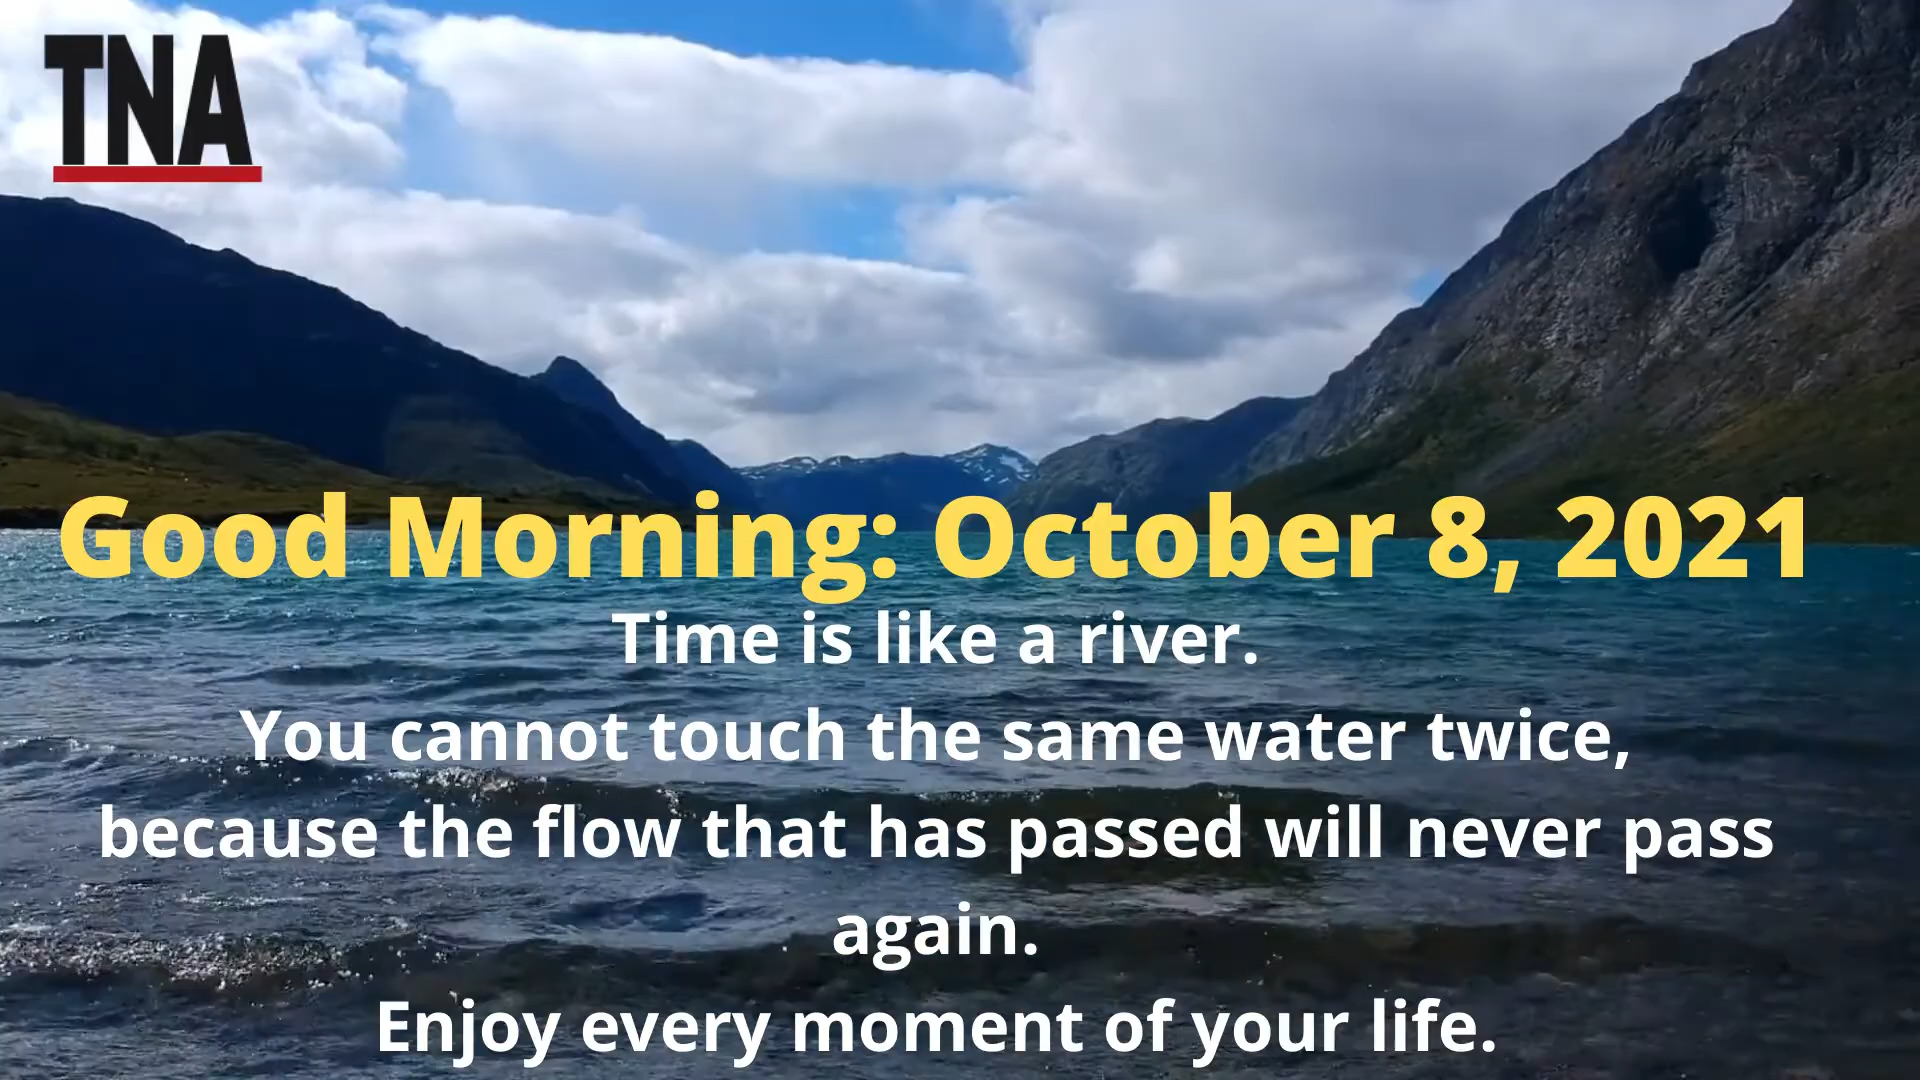 TNA
Good Morning: October 8, 2021
Time is like a river.
You cannot touch the same water twice,
because the flow that has passed will never pass
again.
Enjoy every moment of your life.